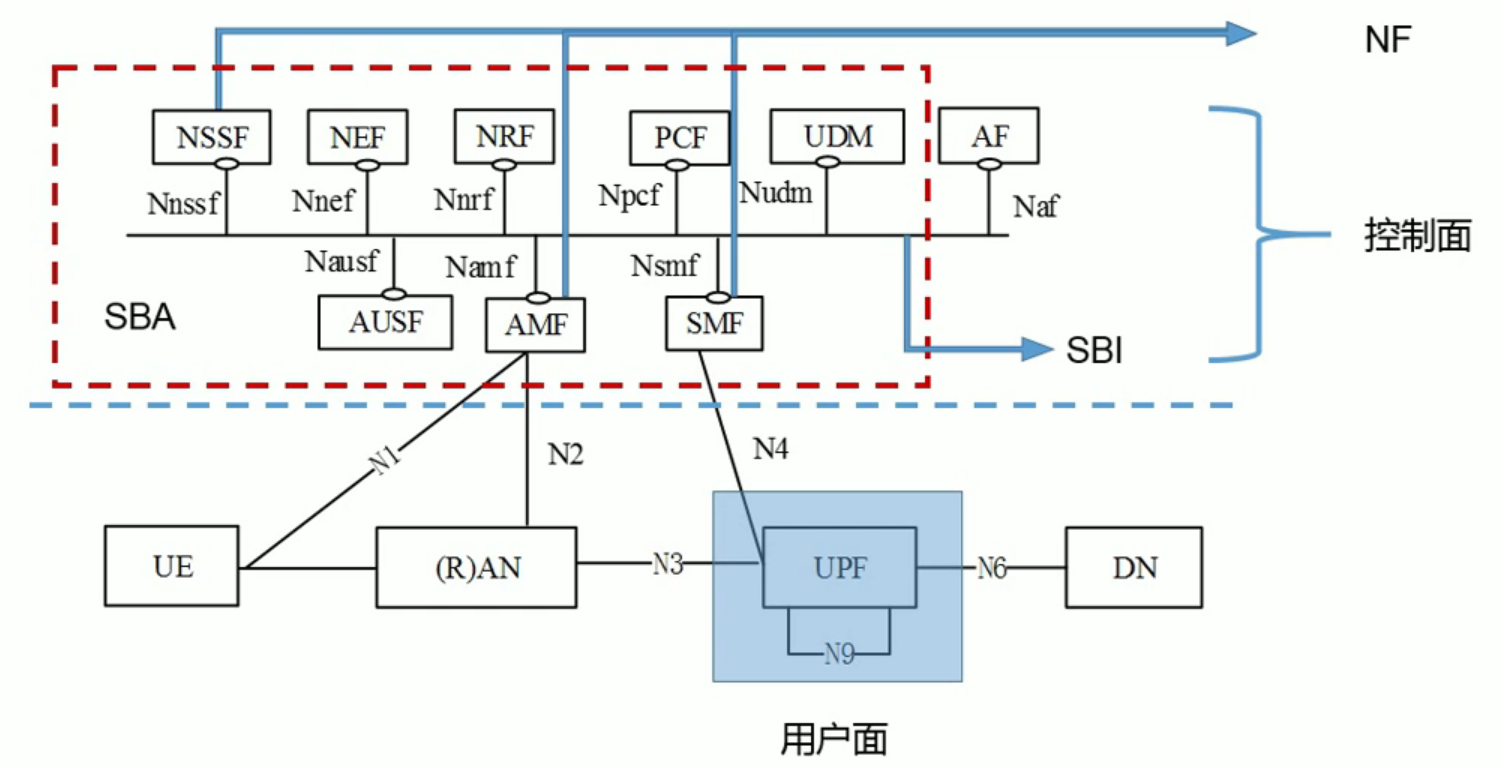 NF
NSSF
NEF
NRF
PCF
UDM
AF
Nnssf
Nnef
Nnrf
Npcf
Nudm
Naf
控制面
Nausf
Namf
Nsmf
SBA
AUSF
AMF
SMF
SBI
N1
N2
N4
UE
(R)AN
N3
UPF
N6
DN
N9
用户面